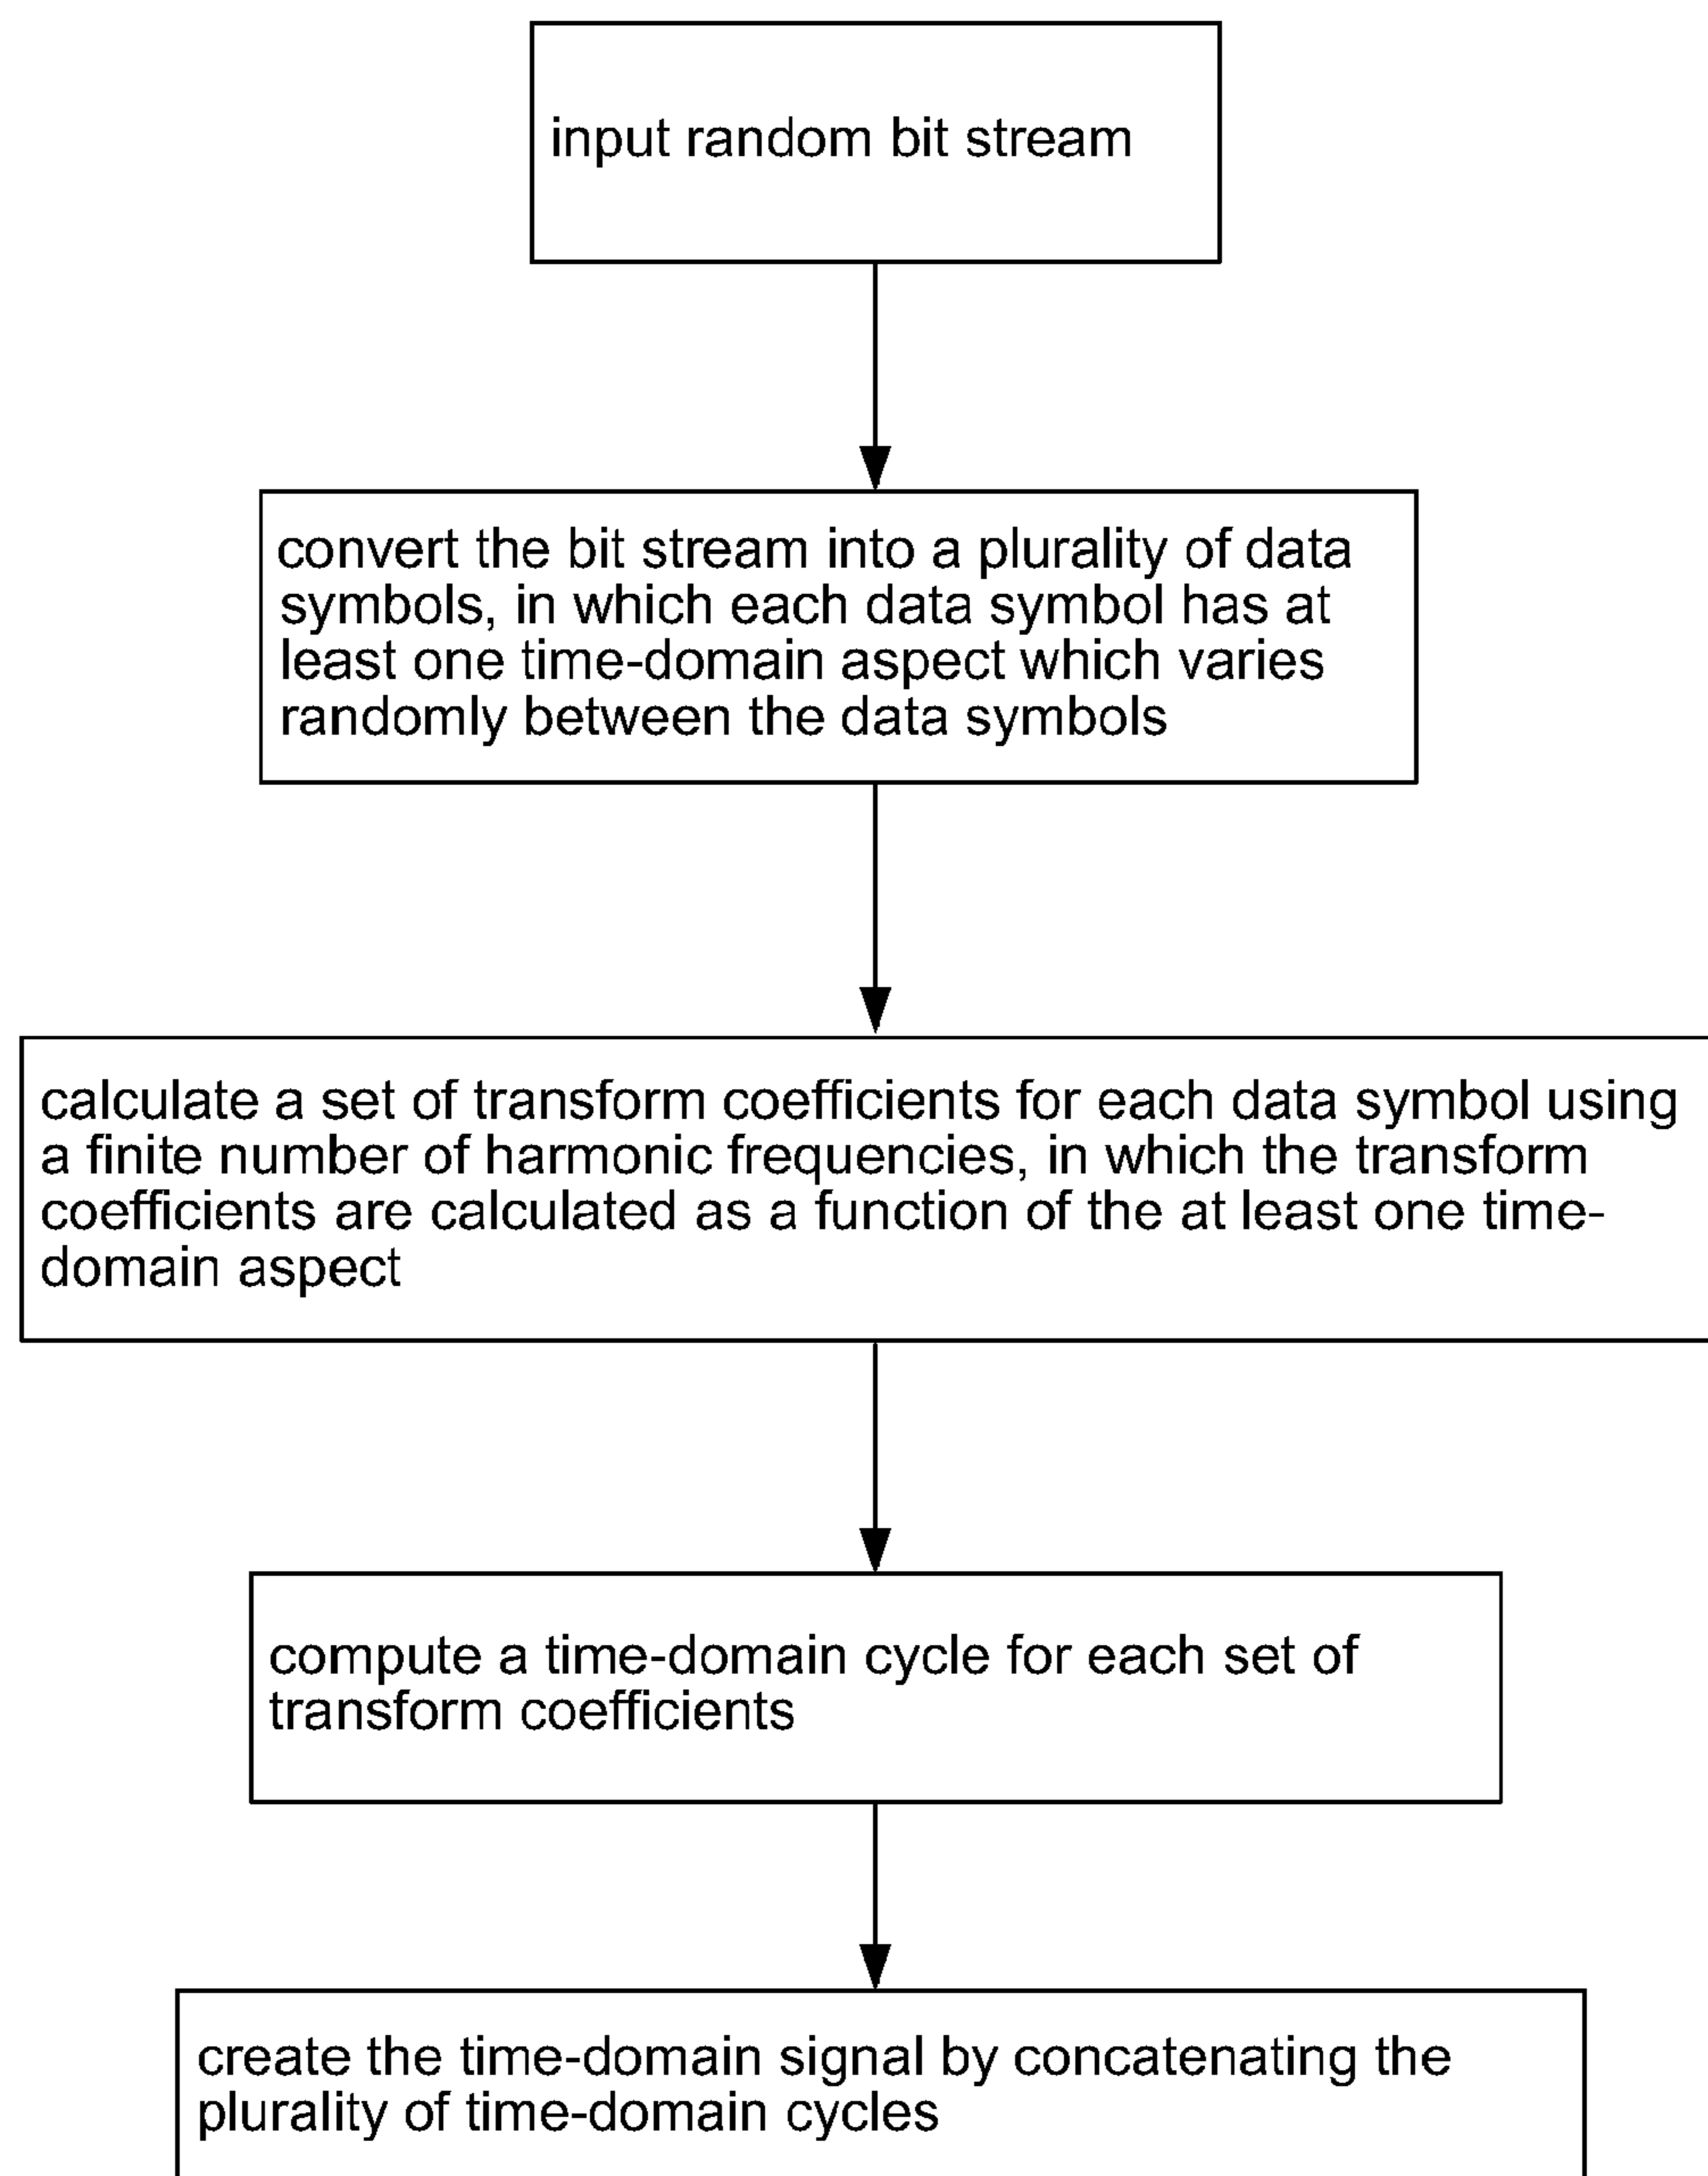 input random bit stream
convert the bit stream into a plurality of data
symbols, in which each data symbol has at
least one time-domain aspect which varies
randomly between the data symbols
calculate a set of transform coefficients for each data symbol using
a finite number of harmonic frequencies, in which the transform
coefficients are calculated as a function of the at least one time-
domain aspect
compute a time-domain cycle for each set of
transform coefficients
create the time-domain signal by concatenating the
plurality of time-domain cycles